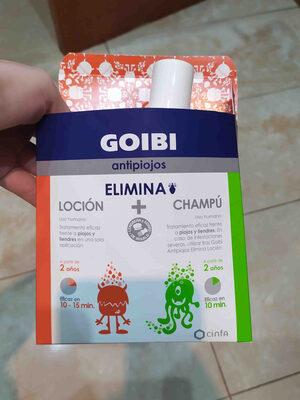 GOIBI
antipiojos
ELIMINA
LOCIÓN + CHAMPÚ
Uso humano
Uso humano
Tratamiento eficaz
frente a piojos y
liendres en una sola
aplicación.
Tratamiento eficaz frente
a piojos y liendres. En
caso de infestaciones
severas, utilizar tras Goibi
Antipiojos Elimina Loción.
A partir de
2 años
A partir de
2 años
Eficaz en
10 - 15 min.
Eficaz en
10 min.
cinfa